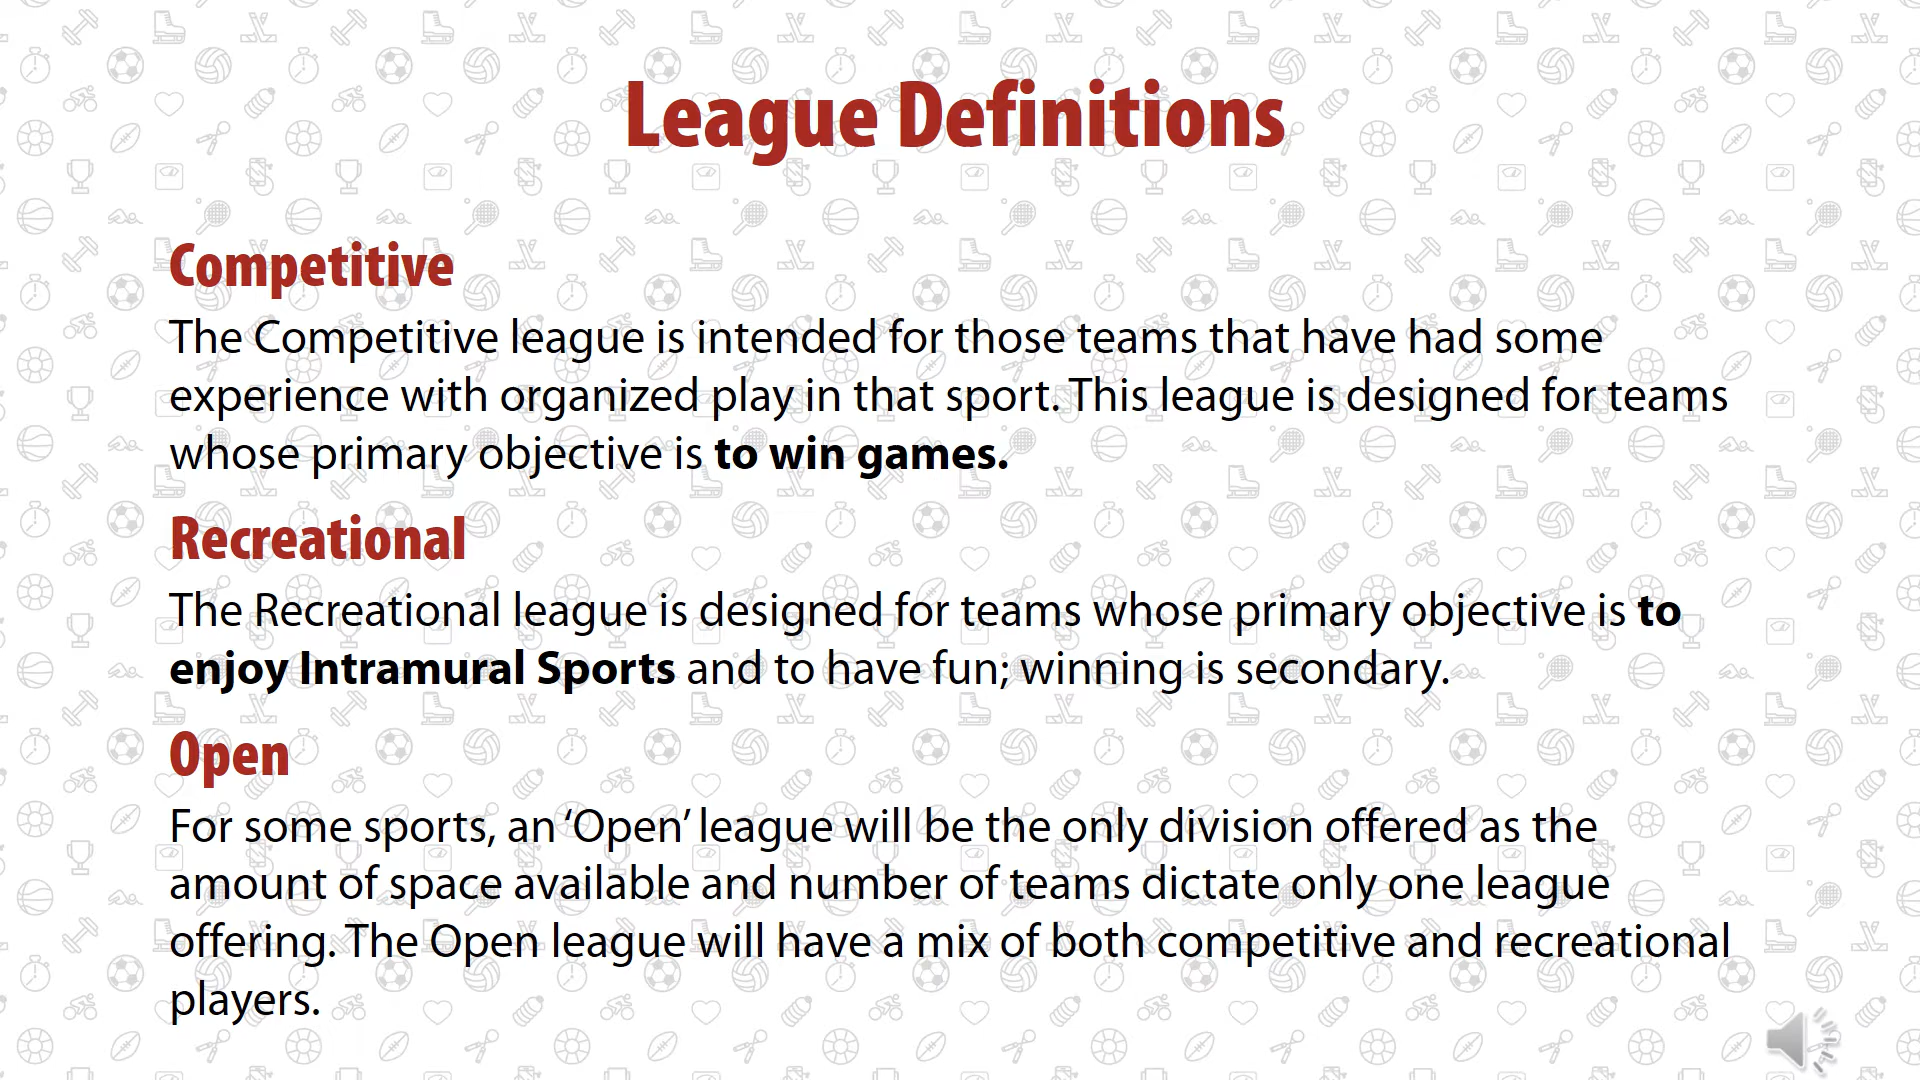 League Definitions
Competitive
The Competitive league is intended for those teams that have had some
experience with organized play in that sport. This league is designed for teams
whose primary objective is to win games.
Recreational
The Recreational league is designed for teams whose primary objective is to
enjoy Intramural Sports and to have fun; winning is secondary.
Open
For some sports, an ‘Open’ league will be the only division offered as the
amount of space available and number of teams dictate only one league
offering. The Open league will have a mix of both competitive and recreational
players.